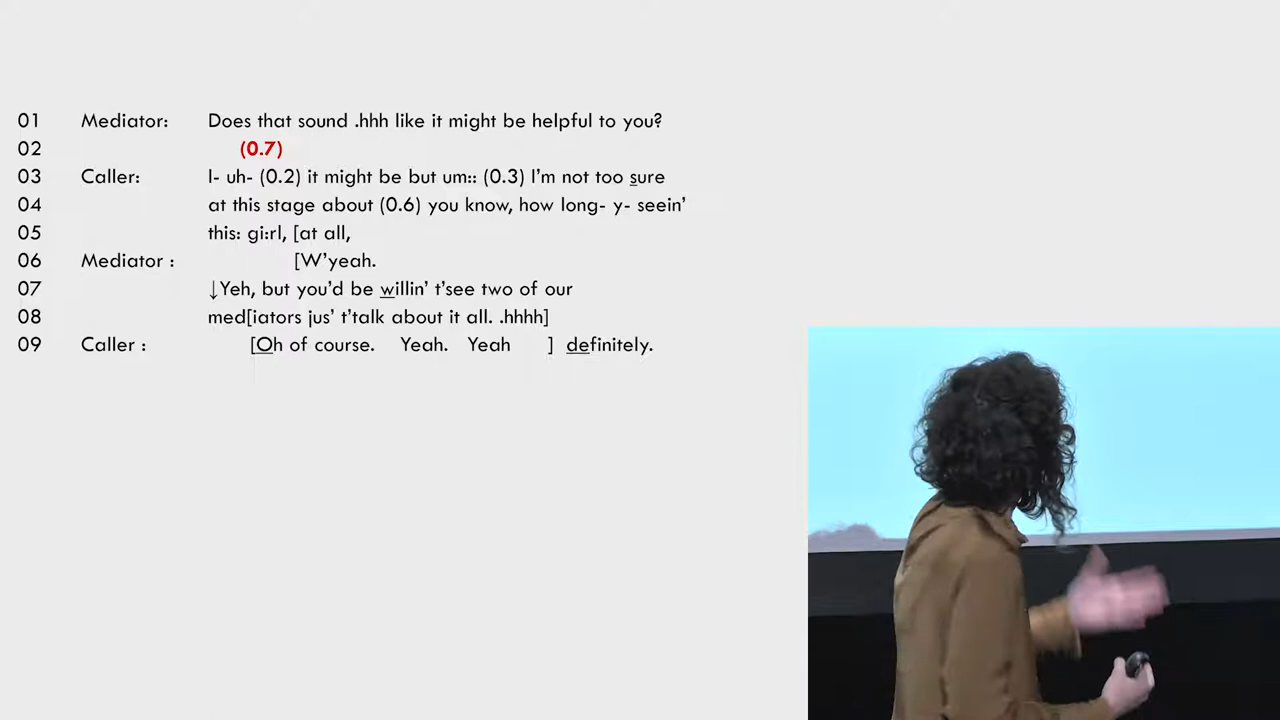 01 Mediator: Does that sound .hhh like it might be helpful to you?
02 (0.7)
03 Caller: I- uh- (0.2) it might be but um:: (0.3) I'm not too sure
04 at this stage about (0.6) you know, how long- y- seein'
05 this: gi:rl, [at all,
06 Mediator : [W'yeah.
07 ↓Yeh, but you'd be willin' t'see two of our
08 med[iators jus' t'talk about it all. .hhhh]
09 Caller : [Oh of course. Yeah. Yeah ] definitely.